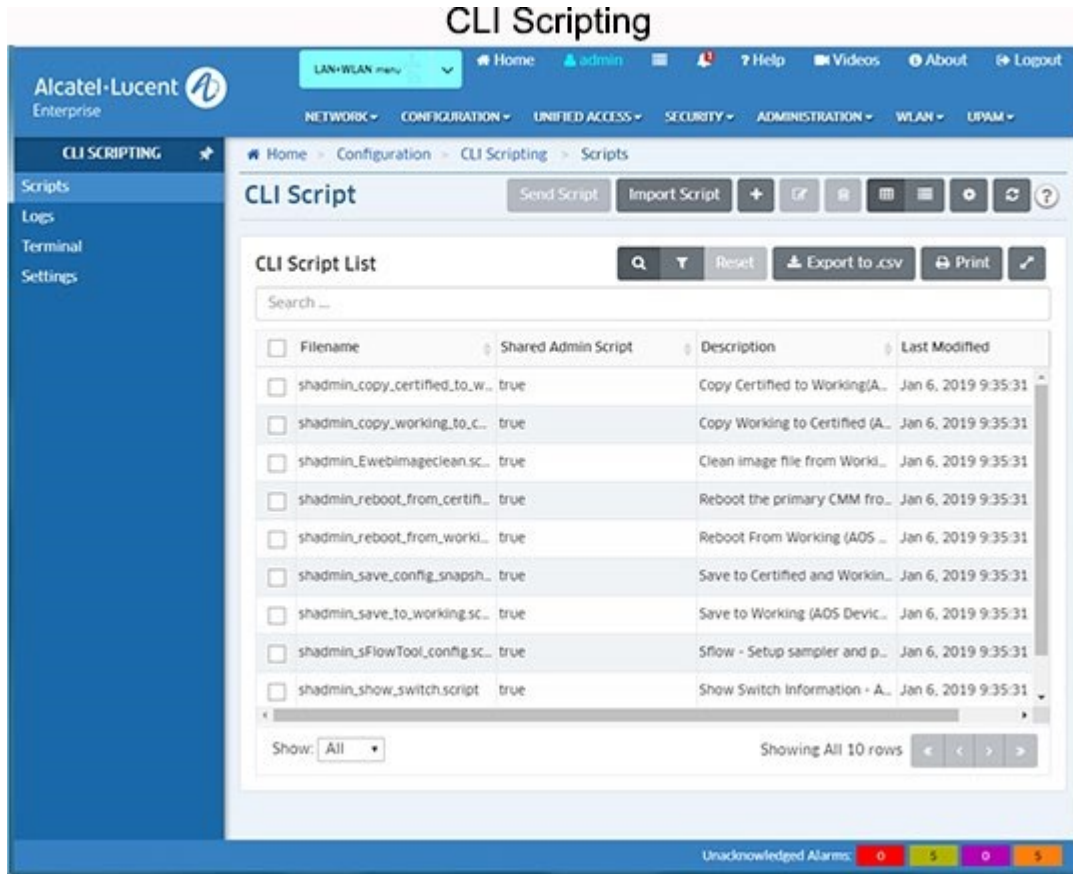 CLI Scripting
Alcatel·Lucent
Enterprise
LAN+WLAN menu
Home admin ? Help Videos About Logout
NETWORK CONFIGURATION UNIFIED ACCESS SECURITY ADMINISTRATION WLAN UPAM
CLI SCRIPTING
Home > Configuration > CLI Scripting > Scripts
Scripts
Logs
Terminal
Settings
CLI Script
Send Script Import Script + ?
CLI Script List
Reset Export to .csv Print
Search ...
Filename Shared Admin Script Description Last Modified
shadmin_copy_certified_to_w... true Copy Certified to Working(A... Jan 6, 2019 9:35:31
shadmin_copy_working_to_c... true Copy Working to Certified (A... Jan 6, 2019 9:35:31
shadmin_Ewebimageclean.sc... true Clean image file from Worki... Jan 6, 2019 9:35:31
shadmin_reboot_from_certifi... true Reboot the primary CMM fro... Jan 6, 2019 9:35:31
shadmin_reboot_from_worki... true Reboot From Working (AOS ... Jan 6, 2019 9:35:31
shadmin_save_config_snapsh... true Save to Certified and Workin... Jan 6, 2019 9:35:31
shadmin_save_to_working.sc... true Save to Working (AOS Devic... Jan 6, 2019 9:35:31
shadmin_sFlowTool_config.sc... true Sflow - Setup sampler and p... Jan 6, 2019 9:35:31
shadmin_show_switch.script true Show Switch Information - A... Jan 6, 2019 9:35:31
Show: All Showing All 10 rows « ‹ › »
Unacknowledged Alarms: 0 5 0 5